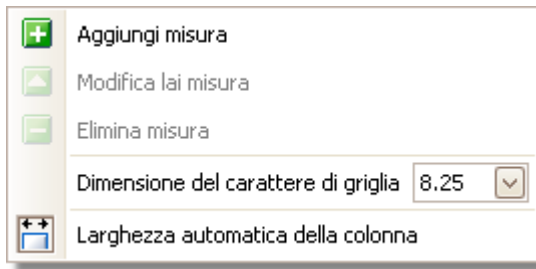 Aggiungi misura
Modifica lai misura
Elimina misura
Dimensione del carattere di griglia 8.25
Larghezza automatica della colonna